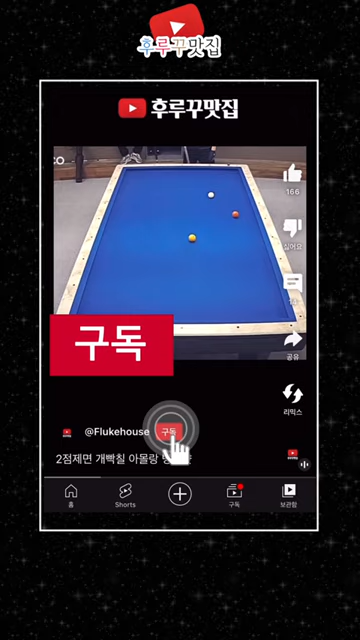 후루꾸맛집
후루꾸맛집
166
싫어요
공유
구독
리믹스
@Flukehouse
구독
2점제면 개빡칠 아몰랑
홈
Shorts
구독
보관함